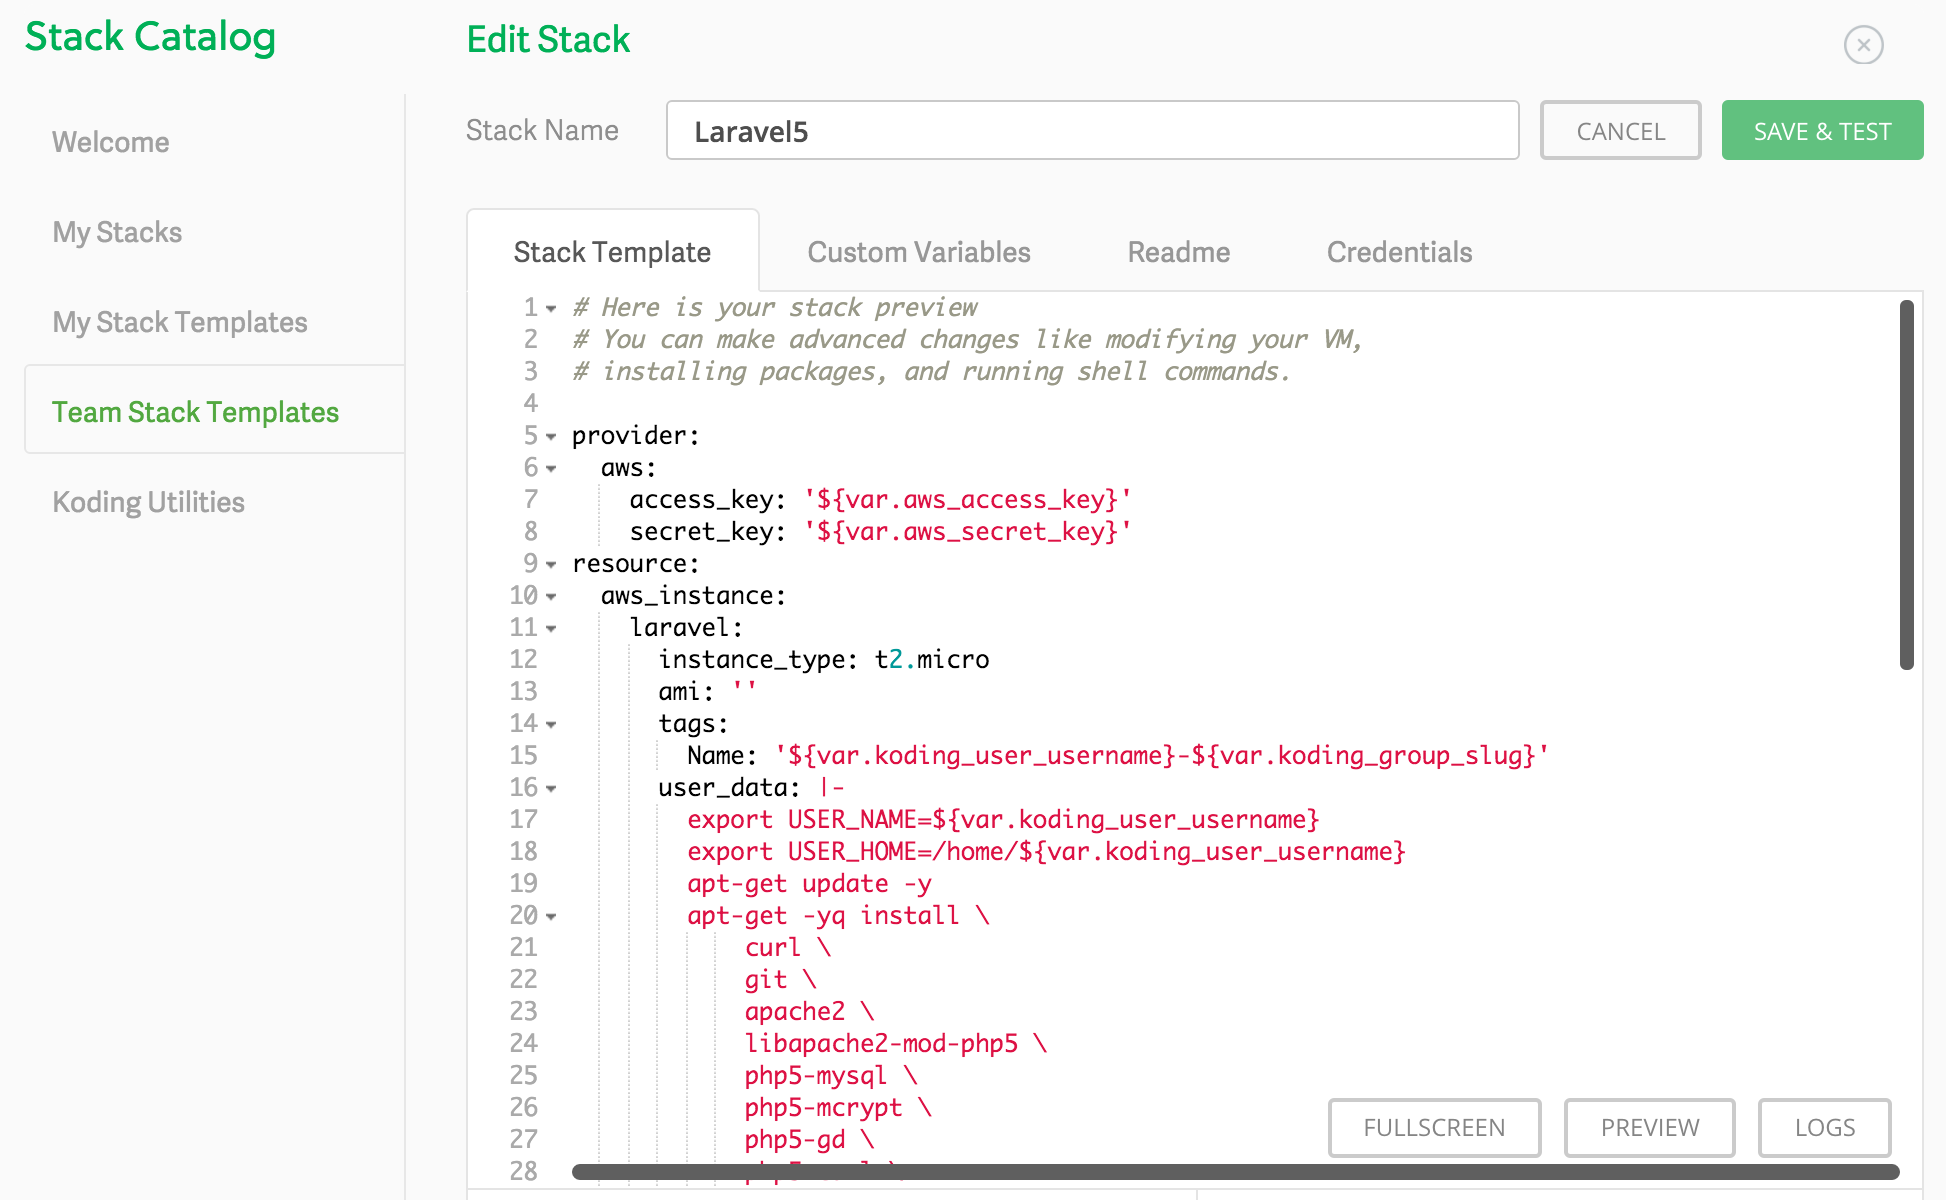 Stack Catalog
Welcome
My Stacks
My Stack Templates
Team Stack Templates
Koding Utilities
Edit Stack
Stack Name
Laravel5
CANCEL
SAVE & TEST
Stack Template
Custom Variables
Readme
Credentials
1 # Here is your stack preview
2 # You can make advanced changes like modifying your VM,
3 # installing packages, and running shell commands.
4
5 provider:
6   aws:
7     access_key: '${var.aws_access_key}'
8     secret_key: '${var.aws_secret_key}'
9 resource:
10   aws_instance:
11     laravel:
12       instance_type: t2.micro
13       ami: ''
14       tags:
15         Name: '${var.koding_user_username}-${var.koding_group_slug}'
16       user_data: |-
17         export USER_NAME=${var.koding_user_username}
18         export USER_HOME=/home/${var.koding_user_username}
19         apt-get update -y
20         apt-get -yq install \
21             curl \
22             git \
23             apache2 \
24             libapache2-mod-php5 \
25             php5-mysql \
26             php5-mcrypt \
27             php5-gd \
28
FULLSCREEN
PREVIEW
LOGS